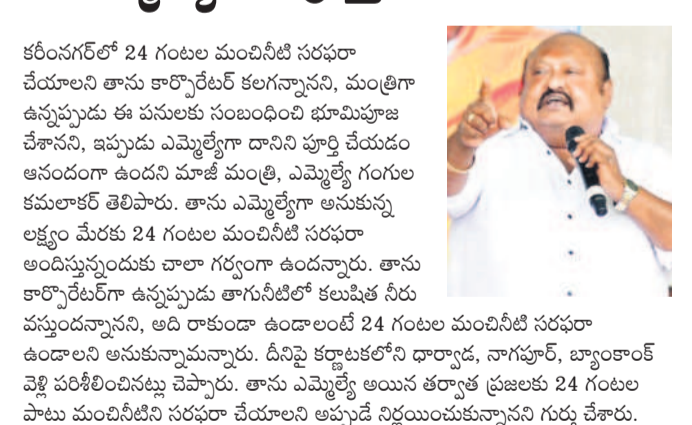 కరీంనగర్‌లో 24 గంటల మంచినీటి సరఫరా
చేయాలని తాను కార్పొరేటర్ కలగన్నానని, మంత్రిగా
ఉన్నప్పుడు ఈ పనులకు సంబంధించి భూమిపూజ
చేశానని, ఇప్పుడు ఎమ్మెల్యేగా దానిని పూర్తి చేయడం
ఆనందంగా ఉందని మాజీ మంత్రి, ఎమ్మెల్యే గంగుల
కమలాకర్ తెలిపారు. తాను ఎమ్మెల్యేగా అనుకున్న
లక్ష్యం మేరకు 24 గంటల మంచినీటి సరఫరా
అందిస్తున్నందుకు చాలా గర్వంగా ఉందన్నారు. తాను
కార్పొరేటర్‌గా ఉన్నప్పుడు తాగునీటిలో కలుషిత నీరు
వస్తుందన్నానని, అది రాకుండా ఉండాలంటే 24 గంటల మంచినీటి సరఫరా
ఉండాలని అనుకున్నామన్నారు. దీనిపై కర్ణాటకలోని ధార్వాడ, నాగపూర్, బ్యాంకాంక్
వెళ్లి పరిశీలించినట్లు చెప్పారు. తాను ఎమ్మెల్యే అయిన తర్వాత ప్రజలకు 24 గంటల
పాటు మంచినీటిని సరఫరా చేయాలని అప్పుడే నిర్ణయించుకున్నానని గుర్తు చేశారు.